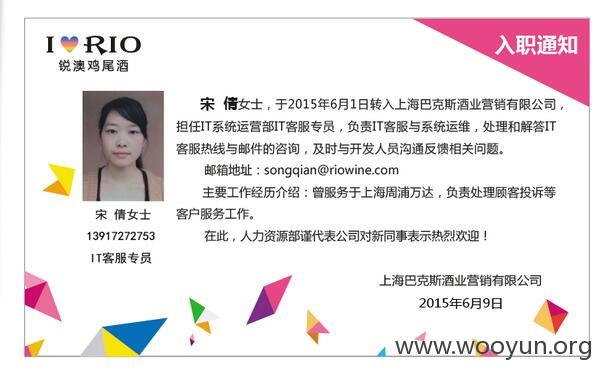 I RIO
锐澳鸡尾酒
入职通知
宋 倩女士,于2015年6月1日转入上海巴克斯酒业营销有限公司,
担任IT系统运营部IT客服专员,负责IT客服与系统运维,处理和解答IT
客服热线与邮件的咨询,及时与开发人员沟通反馈相关问题。
邮箱地址:songqian@riowine.com
主要工作经历介绍:曾服务于上海周浦万达,负责处理顾客投诉等
客户服务工作。
在此,人力资源部谨代表公司对新同事表示热烈欢迎!
宋 倩女士
13917272753
IT客服专员
上海巴克斯酒业营销有限公司
2015年6月9日
www.wooyun.org